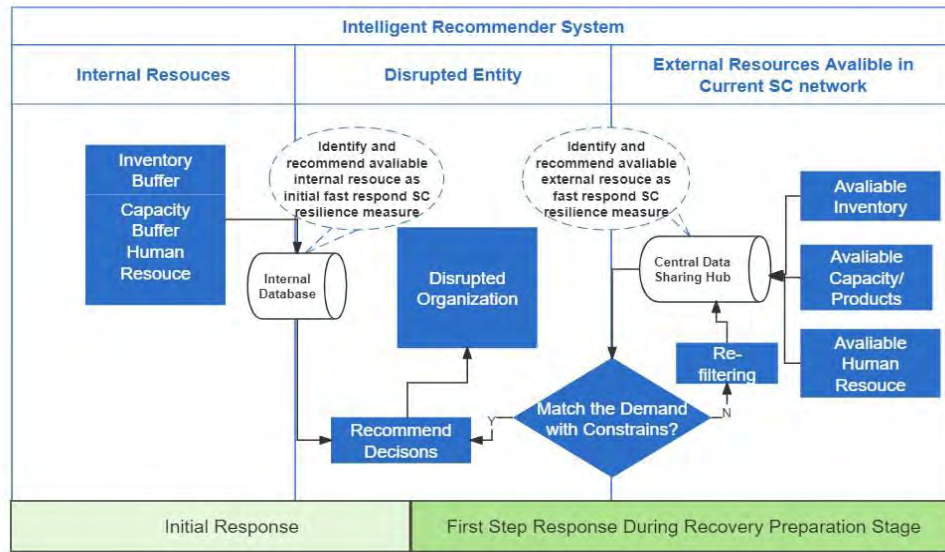 Intelligent Recommender System
Internal Resouces
Disrupted Entity
External Resources Avalible in
Current SC network
Inventory
Buffer
Capacity
Buffer
Human
Resouce
Identify and
recommend avaliable
internal resouce as
initial fast respond SC
resilience measure
Internal
Database
Disrupted
Organization
Recommend
Decisons
Identify and
recommend avaliable
external resouce as
fast respond SC
resilience measure
Central Data
Sharing Hub
Match the Demand
with Constrains?
Y
N
Re-
filtering
Avaliable
Inventory
Avaliable
Capacity/
Products
Avaliable
Human
Resouce
Initial Response
First Step Response During Recovery Preparation Stage